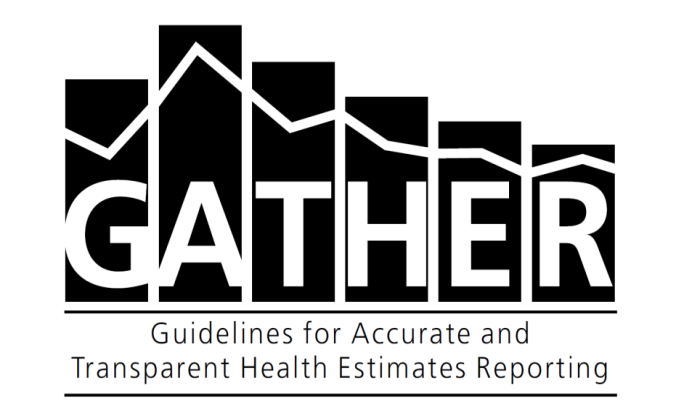 GATHER
Guidelines for Accurate and
Transparent Health Estimates Reporting